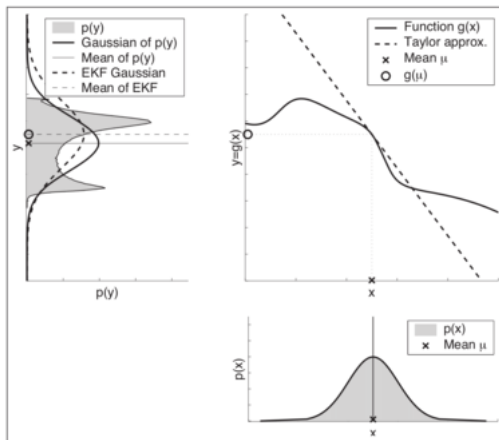 p(y)
Gaussian of p(y)
Mean of p(y)
EKF Gaussian
Mean of EKF
y
p(y)
Function g(x)
Taylor approx.
Mean μ
g(μ)
y=g(x)
x
p(x)
Mean μ
p(x)
x